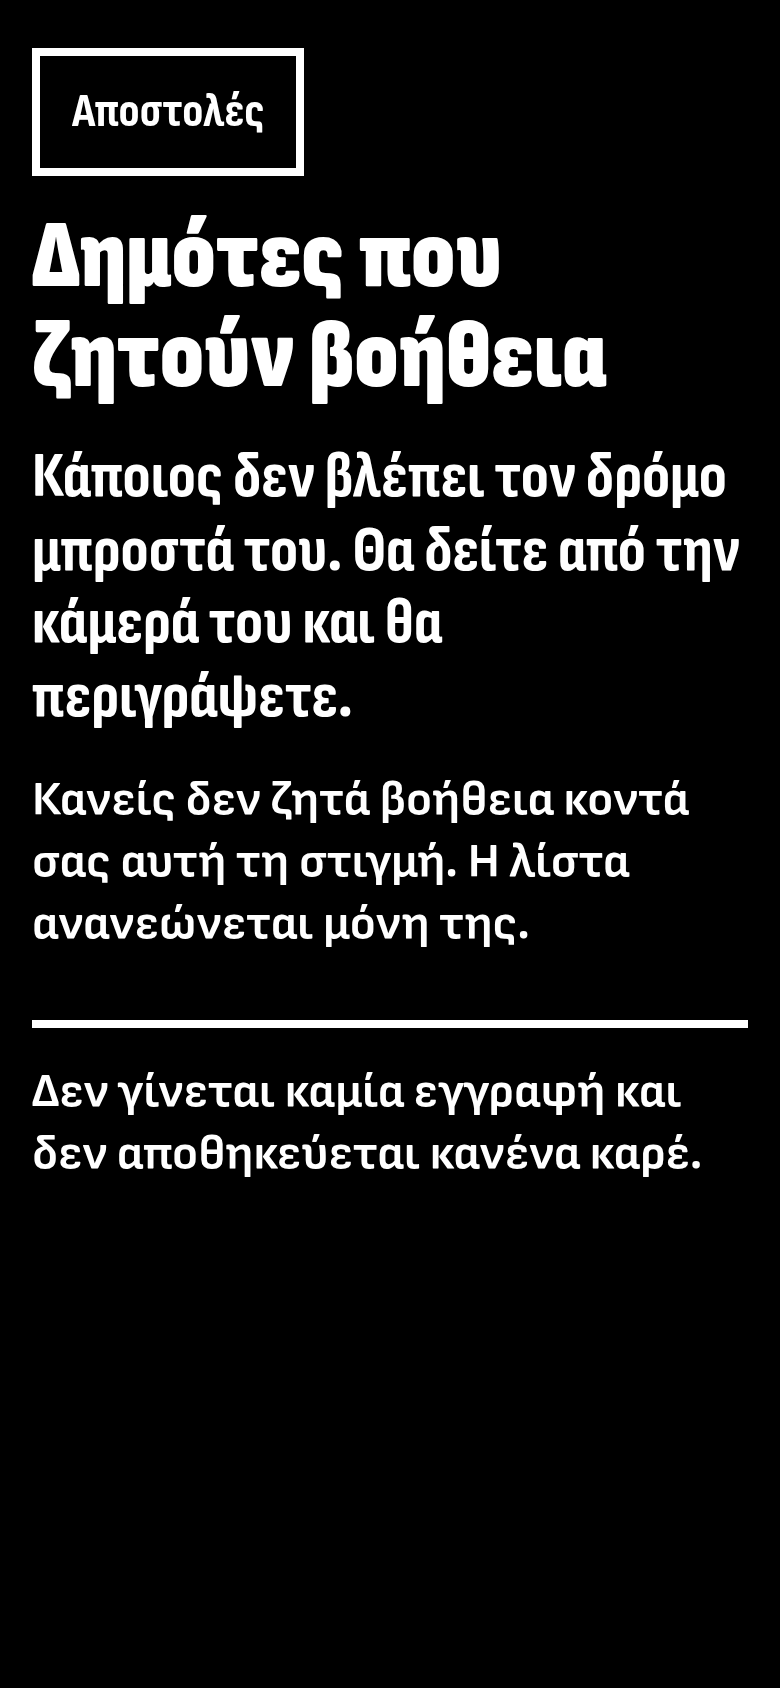 Αποστολές
Δημότες που
ζητούν βοήθεια
Κάποιος δεν βλέπει τον δρόμο
μπροστά του. Θα δείτε από την
κάμερά του και θα
περιγράψετε.
Κανείς δεν ζητά βοήθεια κοντά
σας αυτή τη στιγμή. Η λίστα
ανανεώνεται μόνη της.
Δεν γίνεται καμία εγγραφή και
δεν αποθηκεύεται κανένα καρέ.